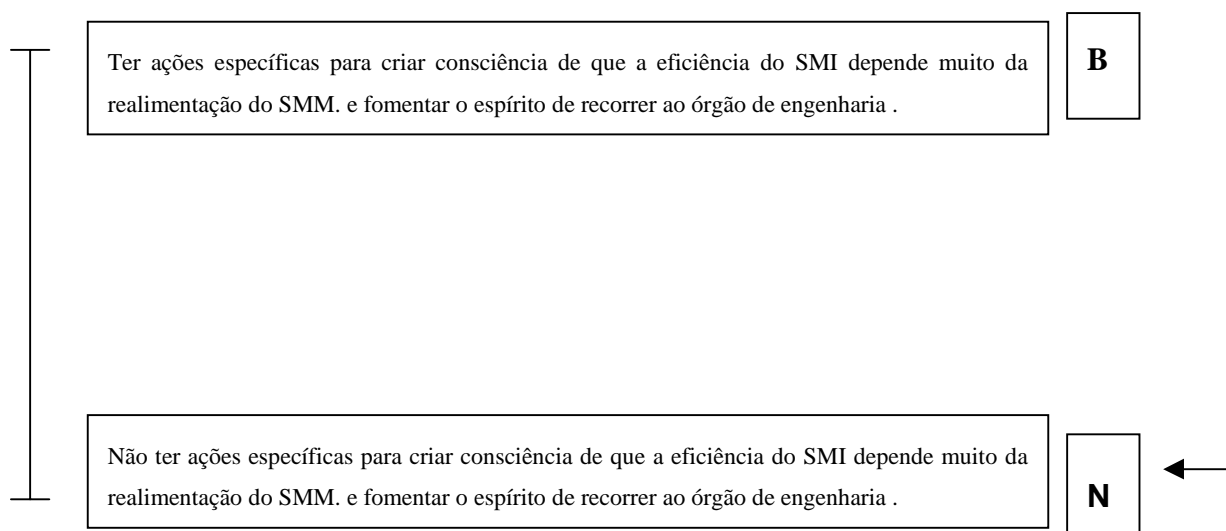 Ter ações específicas para criar consciência de que a eficiência do SMI depende muito da
realimentação do SMM. e fomentar o espírito de recorrer ao órgão de engenharia .
B
Não ter ações específicas para criar consciência de que a eficiência do SMI depende muito da
realimentação do SMM. e fomentar o espírito de recorrer ao órgão de engenharia .
N